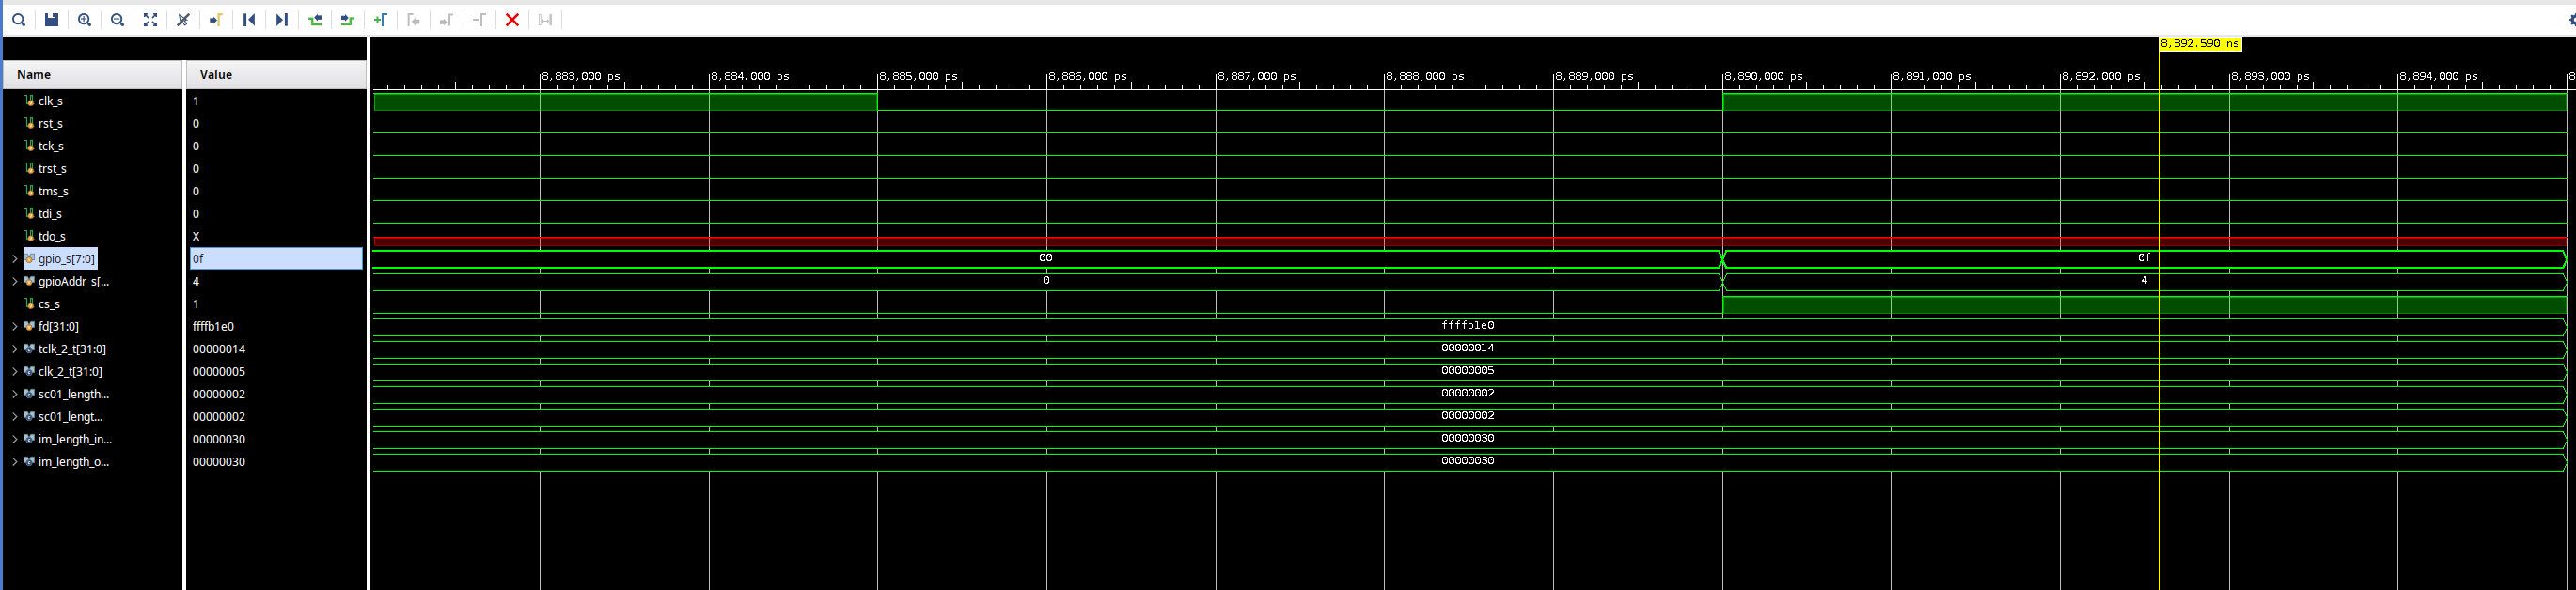 8,892.590 ns
Name Value
8,883,000 ps 8,884,000 ps 8,885,000 ps 8,886,000 ps 8,887,000 ps 8,888,000 ps 8,889,000 ps 8,890,000 ps 8,891,000 ps 8,892,000 ps 8,893,000 ps 8,894,000 ps 8
clk_s 1
rst_s 0
tck_s 0
trst_s 0
tms_s 0
tdi_s 0
tdo_s X
gpio_s[7:0] 0f 00 0f
gpioAddr_s[... 4 0 4
cs_s 1
fd[31:0] ffffb1e0 ffffb1e0
tclk_2_t[31:0] 00000014 00000014
clk_2_t[31:0] 00000005 00000005
sc01_length... 00000002 00000002
sc01_lengt... 00000002 00000002
im_length_in... 00000030 00000030
im_length_o... 00000030 00000030